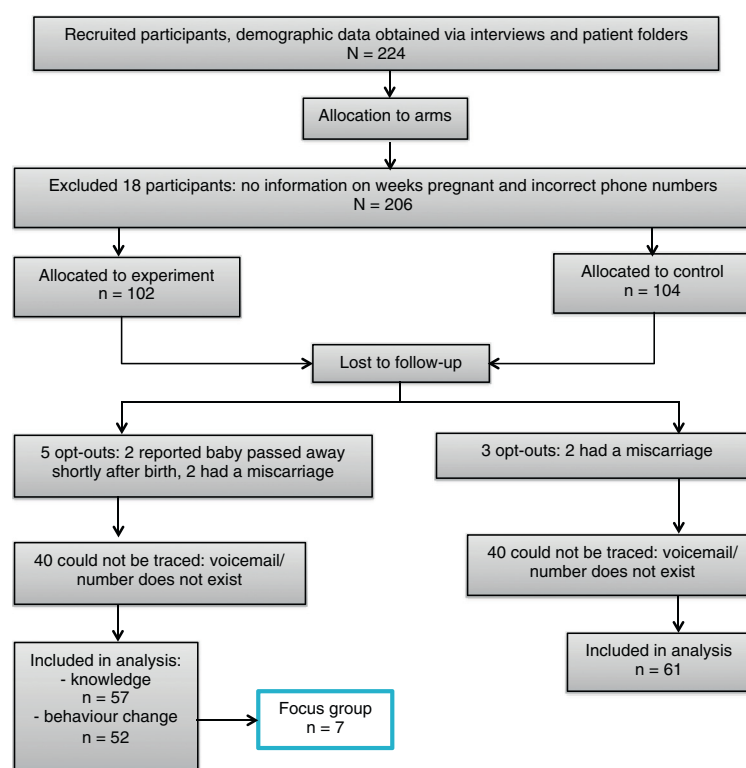 Recruited participants, demographic data obtained via interviews and patient folders
N = 224
Allocation to arms
Excluded 18 participants: no information on weeks pregnant and incorrect phone numbers
N = 206
Allocated to experiment
n = 102
Allocated to control
n = 104
Lost to follow-up
5 opt-outs: 2 reported baby passed away
shortly after birth, 2 had a miscarriage
3 opt-outs: 2 had a miscarriage
40 could not be traced: voicemail/
number does not exist
40 could not be traced: voicemail/
number does not exist
Included in analysis:
- knowledge
n = 57
- behaviour change
n = 52
Focus group
n = 7
Included in analysis
n = 61